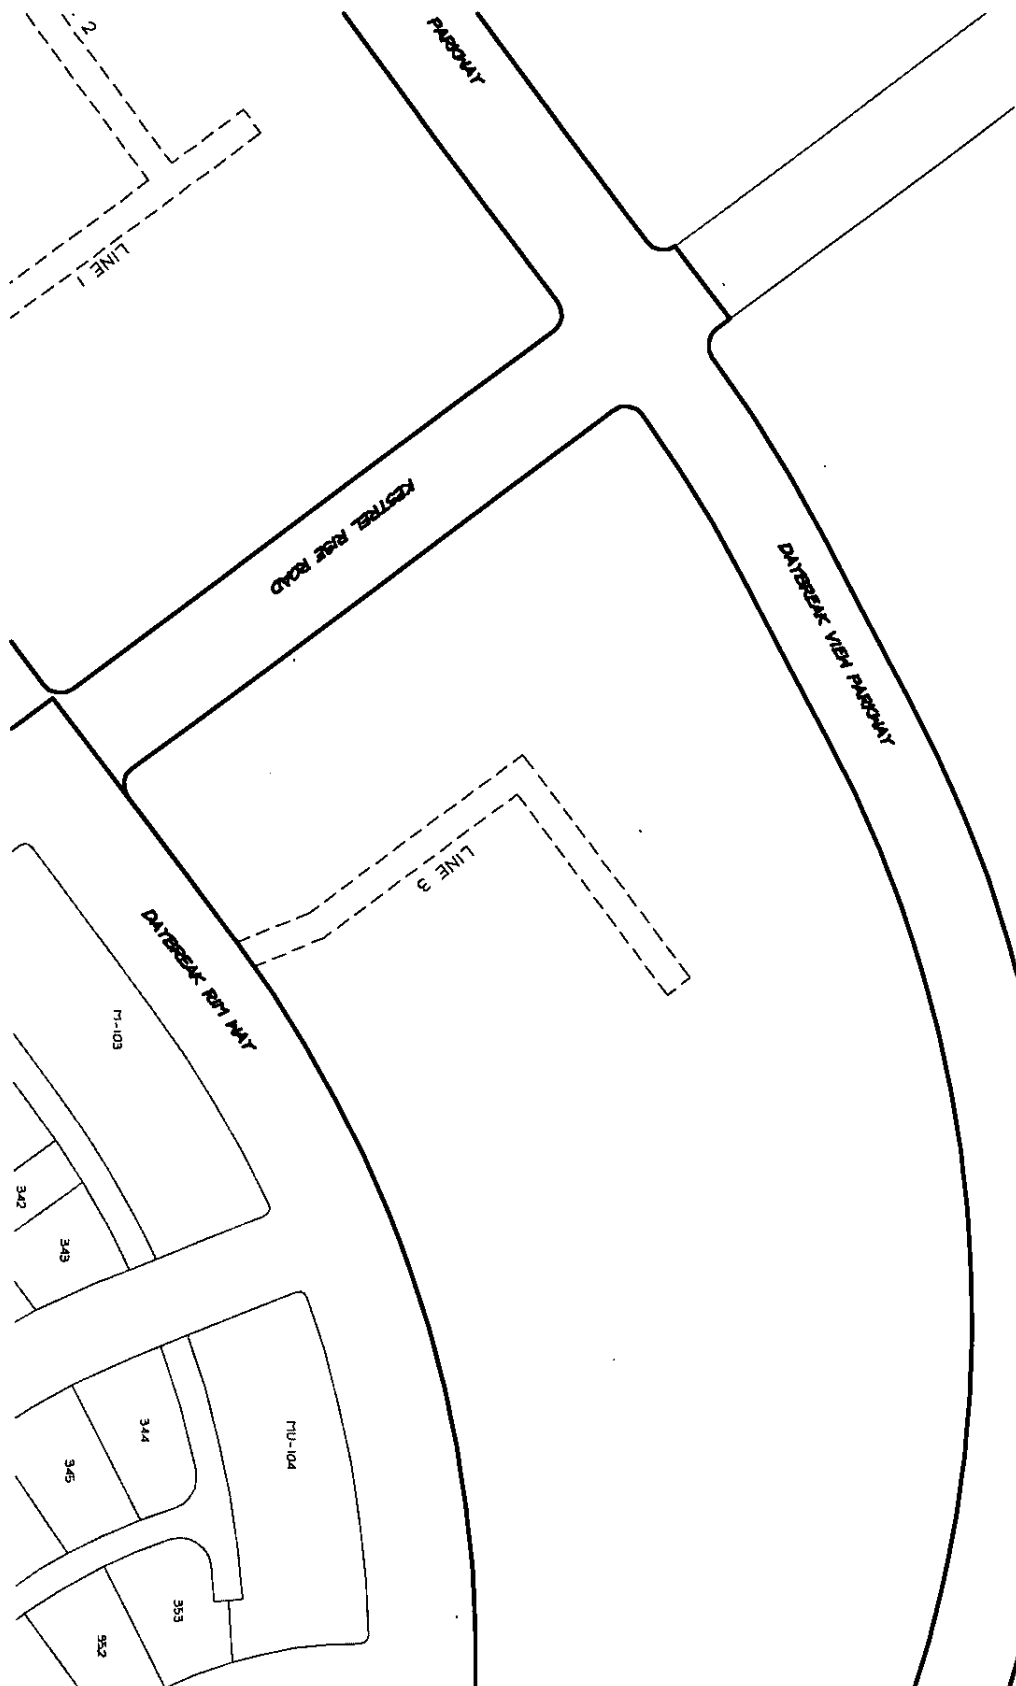 2
PARKWAY
LINE 1
KESTREL RISE ROAD
DAYBREAK VIEW PARKWAY
LINE 3
DAYBREAK RIM WAY
M-103
342
343
344
MU-104
345
353
352